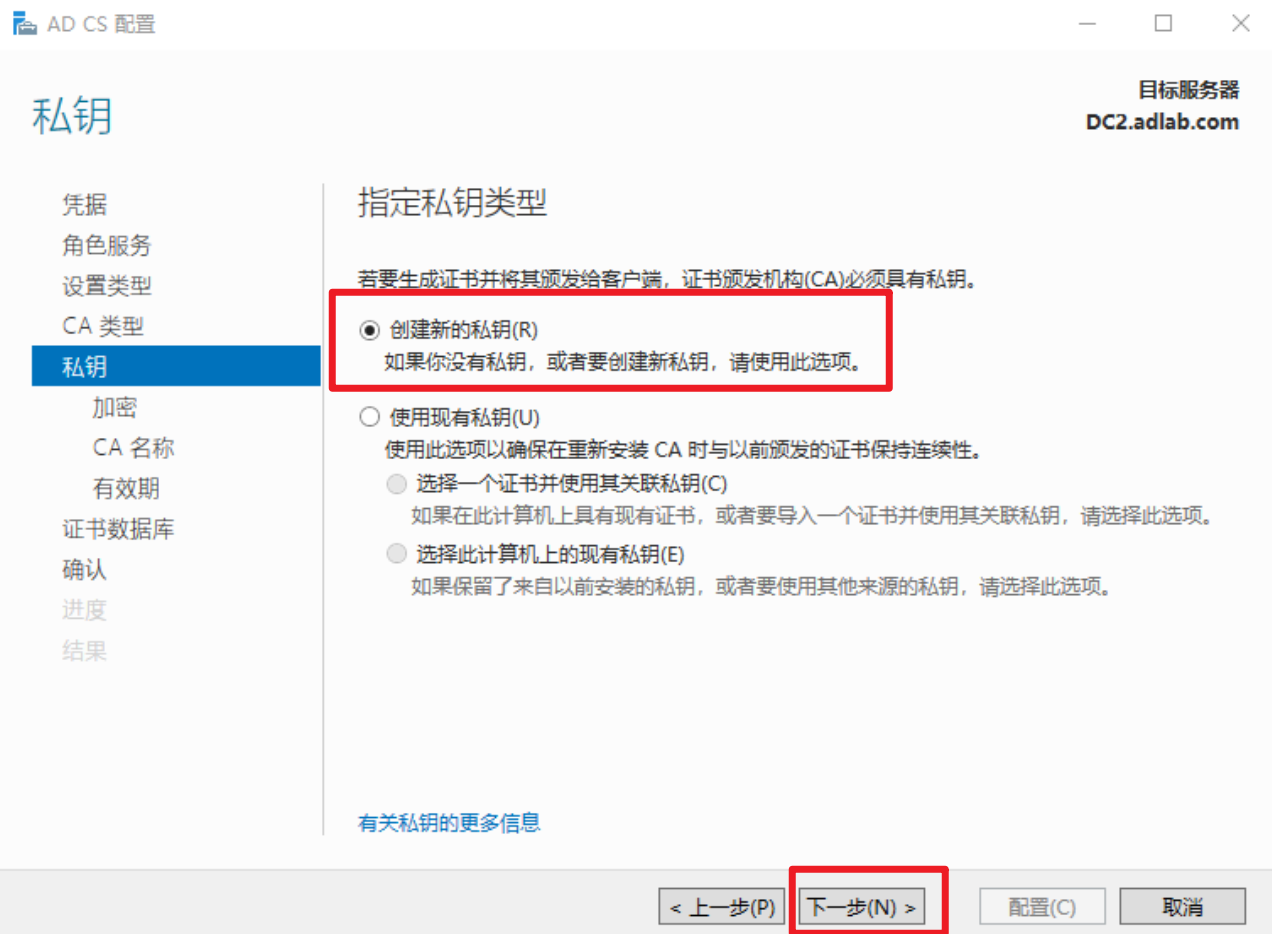 AD CS 配置
私钥
目标服务器
DC2.adlab.com
凭据
角色服务
设置类型
CA 类型
私钥
加密
CA 名称
有效期
证书数据库
确认
进度
结果
指定私钥类型
若要生成证书并将其颁发给客户端，证书颁发机构(CA)必须具有私钥。
创建新的私钥(R)
如果你没有私钥，或者要创建新私钥，请使用此选项。
使用现有私钥(U)
使用此选项以确保在重新安装 CA 时与以前颁发的证书保持连续性。
选择一个证书并使用其关联私钥(C)
如果在此计算机上具有现有证书，或者要导入一个证书并使用其关联私钥，请选择此选项。
选择此计算机上的现有私钥(E)
如果保留了来自以前安装的私钥，或者要使用其他来源的私钥，请选择此选项。
有关私钥的更多信息
< 上一步(P)
下一步(N) >
配置(C)
取消